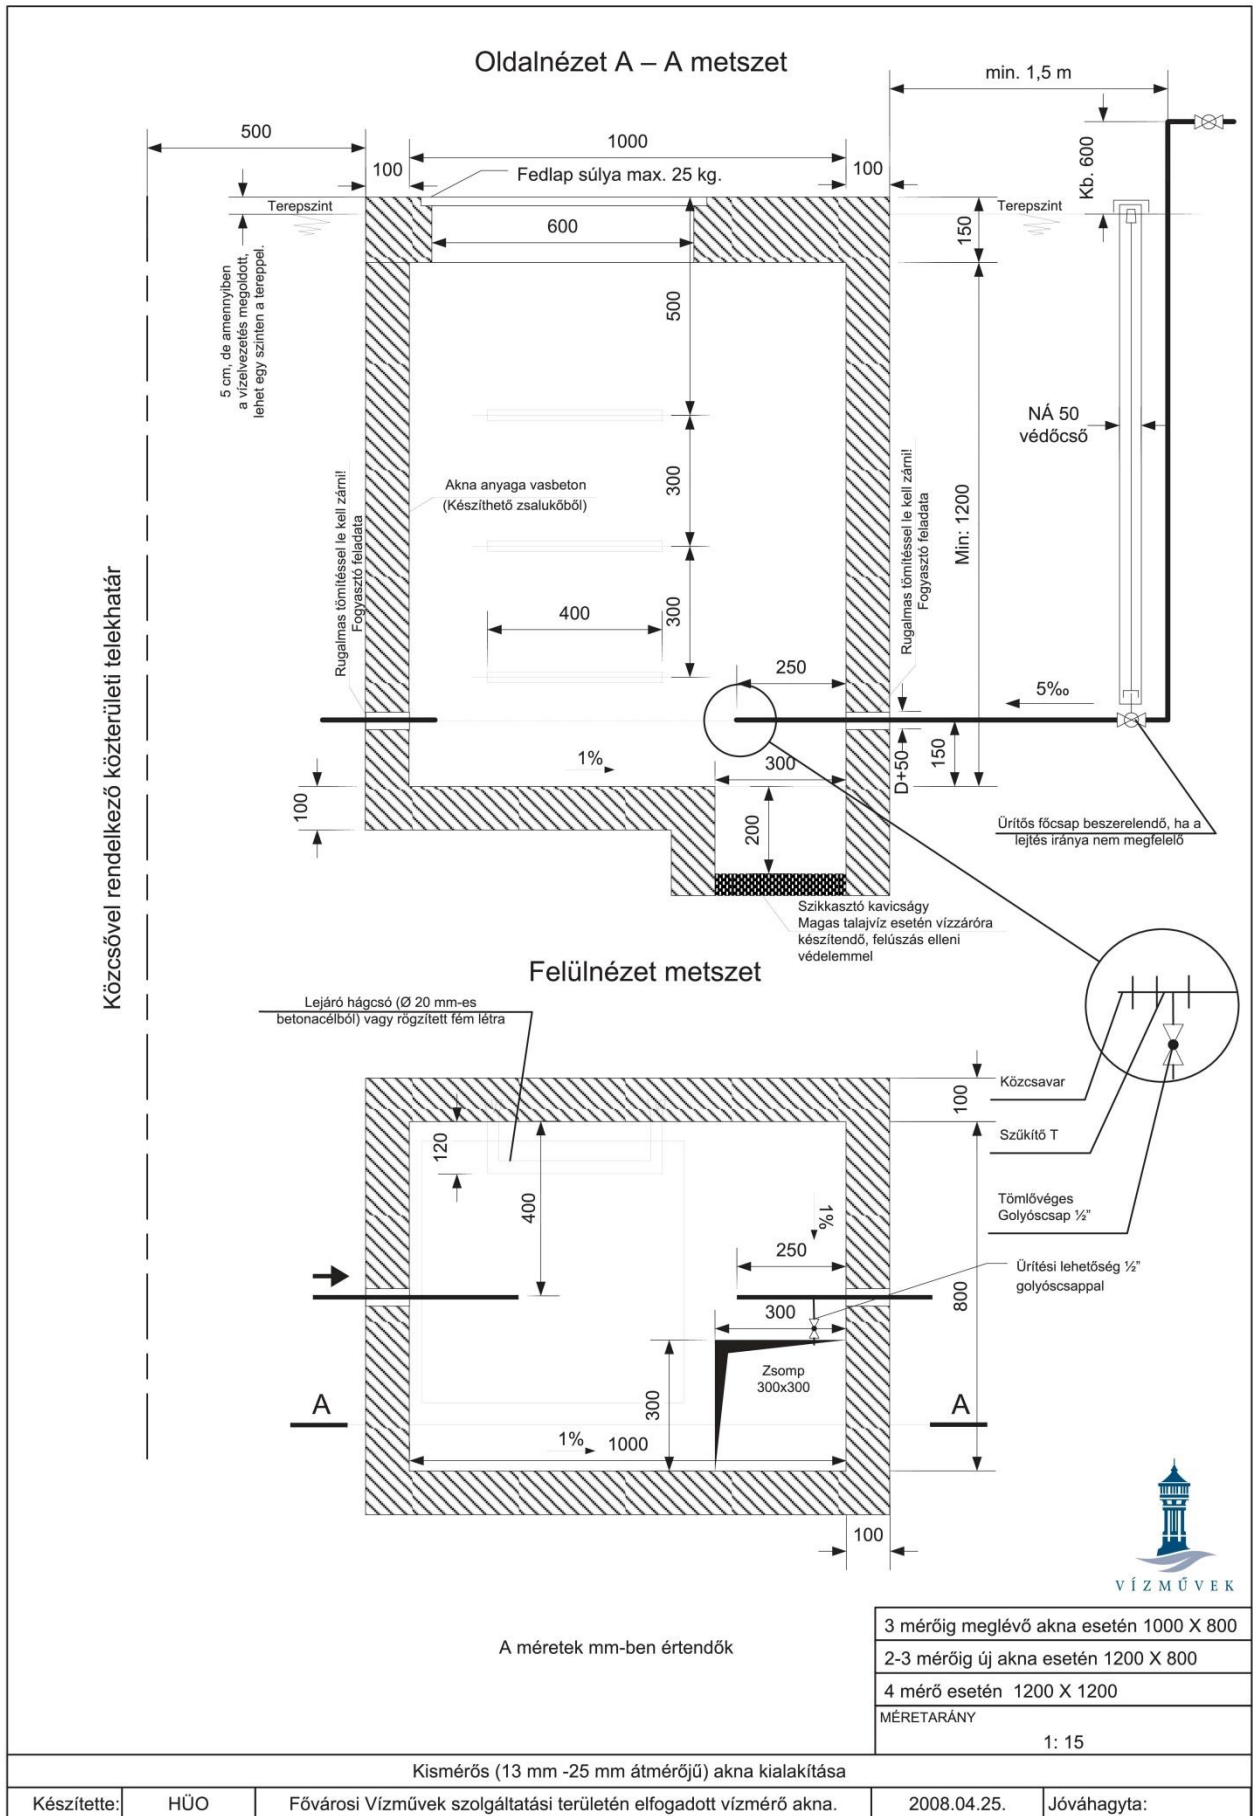 Oldalnézet A – A metszet
min. 1,5 m
500
1000
100
Fedlap súlya max. 25 kg.
100
Kb. 600
Terepszint
Terepszint
600
150
5 cm, de amennyiben
a vízelvezetés megoldott,
lehet egy szinten a tereppel.
500
NÁ 50
védőcső
Akna anyaga vasbeton
(Készíthető zsalukőből)
300
Min: 1200
Rugalmas tömítéssel le kell zárni!
Fogyasztó feladata
Rugalmas tömítéssel le kell zárni!
Fogyasztó feladata
Közcsővel rendelkező közterületi telekhatár
400
300
250
5‰
1%
300
D+50
150
100
200
Ürítős főcsap beszerelendő, ha a
lejtés iránya nem megfelelő
Szikkasztó kavicságy
Magas talajvíz esetén vízzáróra
készítendő, felúszás elleni
védelemmel
Felülnézet metszet
Lejáró hágcsó (Ø 20 mm-es
betonacélból) vagy rögzített fém létra
100
Közcsavar
120
Szűkítő T
400
1%
Tömlővéges
Golyóscsap ½”
250
Ürítési lehetőség ½”
golyóscsappal
800
300
Zsomp
300x300
300
A
A
1%
1000
100
VÍZMŰVEK
A méretek mm-ben értendők
3 mérőig meglévő akna esetén 1000 X 800
2-3 mérőig új akna esetén 1200 X 800
4 mérő esetén 1200 X 1200
MÉRETARÁNY
1: 15
Kismérős (13 mm -25 mm átmérőjű) akna kialakítása
Készítette:
HÜO
Fővárosi Vízművek szolgáltatási területén elfogadott vízmérő akna.
2008.04.25.
Jóváhagyta: